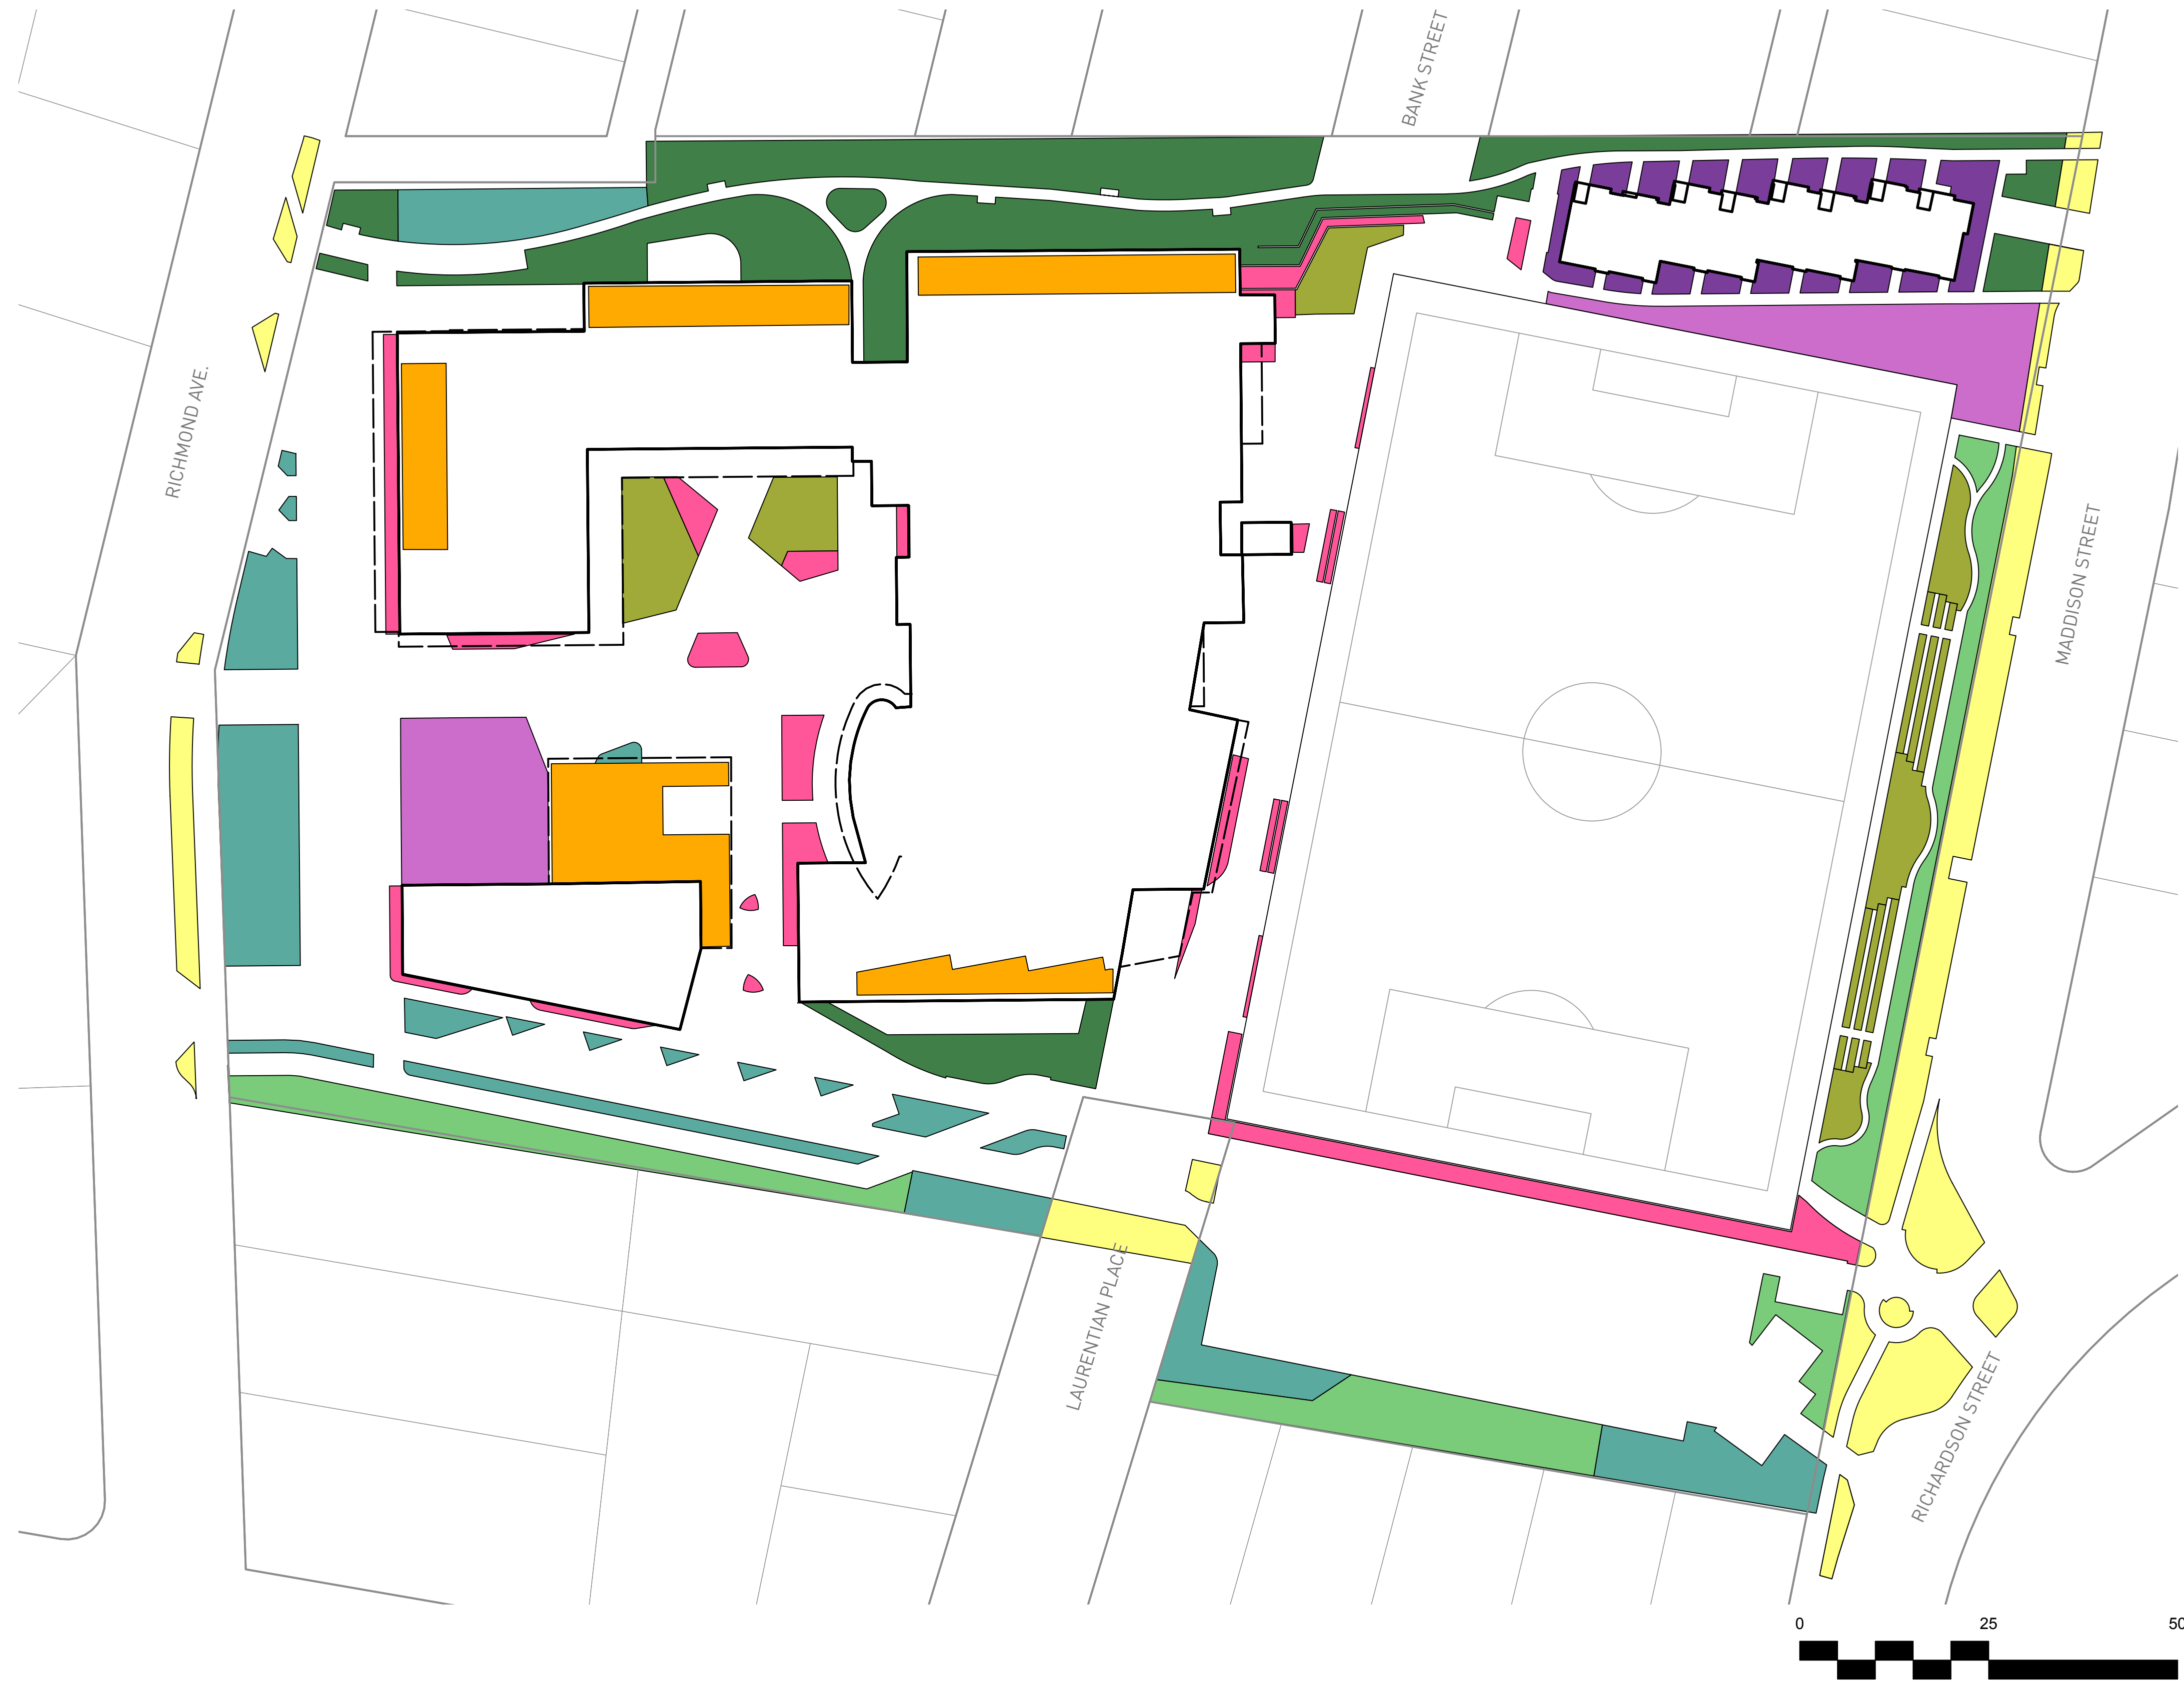 BANK STREET
RICHMOND AVE.
MADDISON STREET
LAURENTIAN PLACE
RICHARDSON STREET
0 25 50